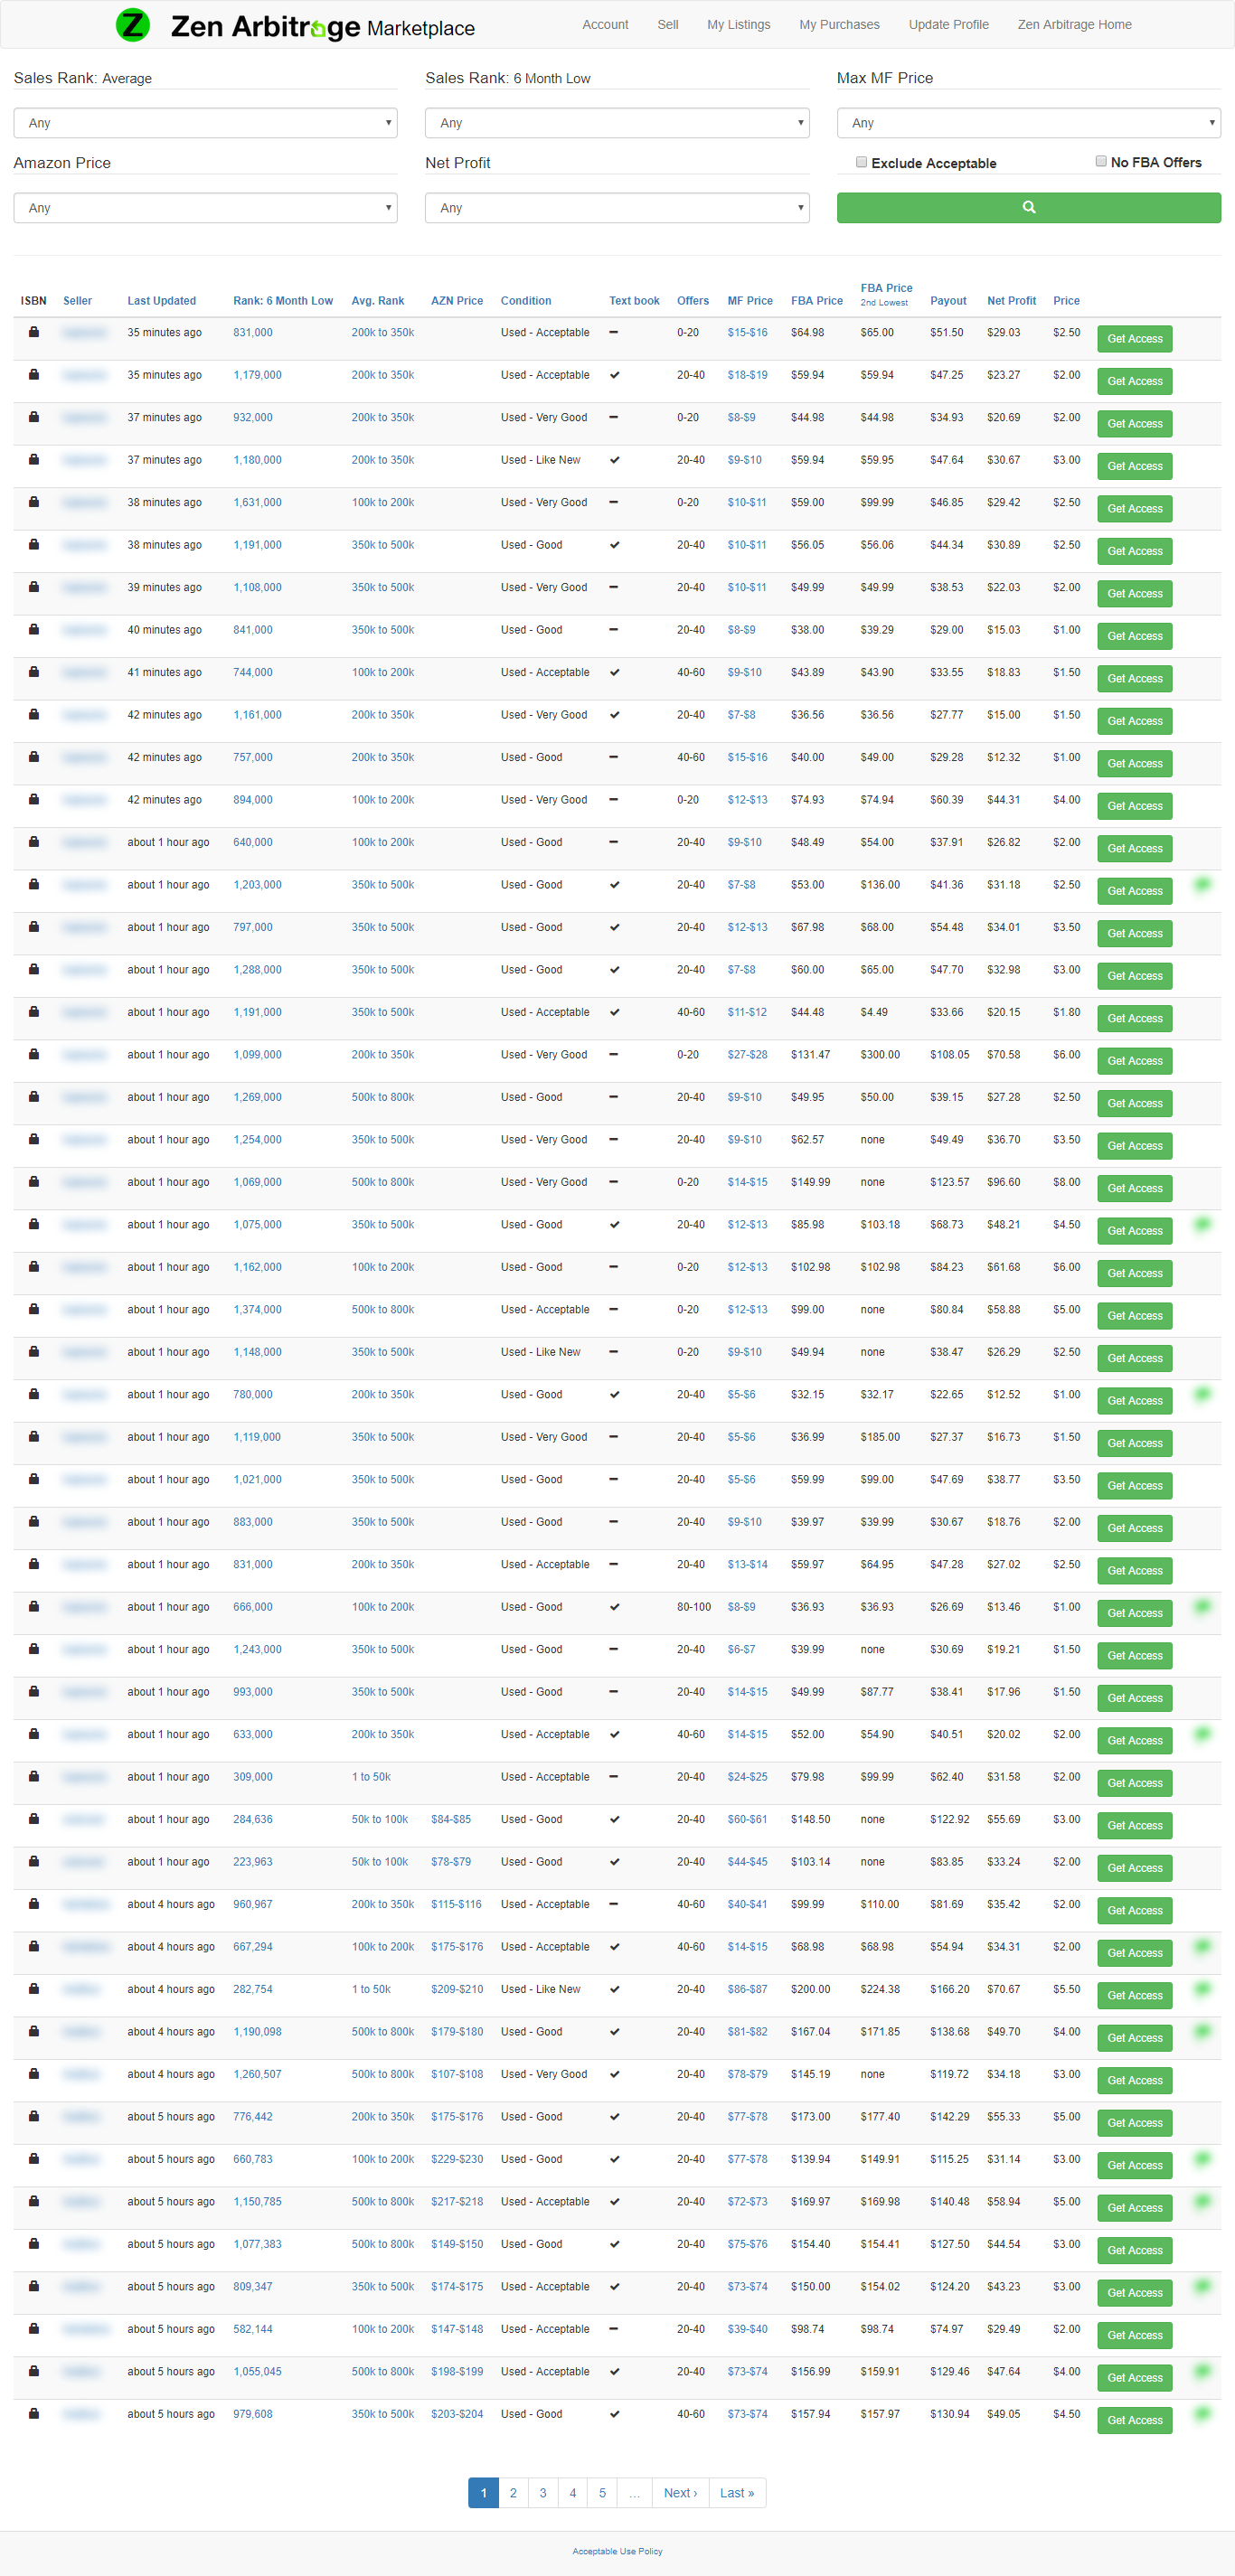 Zen Arbitrage Marketplace Account Sell My Listings My Purchases Update Profile Zen Arbitrage Home
Sales Rank: Average Sales Rank: 6 Month Low Max MF Price
Any Any Any
Amazon Price Net Profit Exclude Acceptable No FBA Offers
Any Any
ISBN Seller Last Updated Rank: 6 Month Low Avg. Rank AZN Price Condition Text book Offers MF Price FBA Price FBA Price 2nd Lowest Payout Net Profit Price
35 minutes ago 831,000 200k to 350k Used - Acceptable 0-20 $15-$16 $64.98 $65.00 $51.50 $29.03 $2.50 Get Access
35 minutes ago 1,179,000 200k to 350k Used - Acceptable 20-40 $18-$19 $59.94 $59.94 $47.25 $23.27 $2.00 Get Access
37 minutes ago 932,000 200k to 350k Used - Very Good 0-20 $8-$9 $44.98 $44.98 $34.93 $20.69 $2.00 Get Access
37 minutes ago 1,180,000 200k to 350k Used - Like New 20-40 $9-$10 $59.94 $59.95 $47.64 $30.67 $3.00 Get Access
38 minutes ago 1,631,000 100k to 200k Used - Very Good 0-20 $10-$11 $59.00 $99.99 $46.85 $29.42 $2.50 Get Access
38 minutes ago 1,191,000 350k to 500k Used - Good 20-40 $10-$11 $56.05 $56.06 $44.34 $30.89 $2.50 Get Access
39 minutes ago 1,108,000 350k to 500k Used - Very Good 20-40 $10-$11 $49.99 $49.99 $38.53 $22.03 $2.00 Get Access
40 minutes ago 841,000 350k to 500k Used - Good 20-40 $8-$9 $38.00 $39.29 $29.00 $15.03 $1.00 Get Access
41 minutes ago 744,000 100k to 200k Used - Acceptable 40-60 $9-$10 $43.89 $43.90 $33.55 $18.83 $1.50 Get Access
42 minutes ago 1,161,000 200k to 350k Used - Very Good 20-40 $7-$8 $36.56 $36.56 $27.77 $15.00 $1.50 Get Access
42 minutes ago 757,000 200k to 350k Used - Good 40-60 $15-$16 $40.00 $49.00 $29.28 $12.32 $1.00 Get Access
42 minutes ago 894,000 100k to 200k Used - Very Good 0-20 $12-$13 $74.93 $74.94 $60.39 $44.31 $4.00 Get Access
about 1 hour ago 640,000 100k to 200k Used - Good 20-40 $9-$10 $48.49 $54.00 $37.91 $26.82 $2.00 Get Access
about 1 hour ago 1,203,000 350k to 500k Used - Good 20-40 $7-$8 $53.00 $136.00 $41.36 $31.18 $2.50 Get Access
about 1 hour ago 797,000 350k to 500k Used - Good 20-40 $12-$13 $67.98 $68.00 $54.48 $34.01 $3.50 Get Access
about 1 hour ago 1,288,000 350k to 500k Used - Good 20-40 $7-$8 $60.00 $65.00 $47.70 $32.98 $3.00 Get Access
about 1 hour ago 1,191,000 350k to 500k Used - Acceptable 40-60 $11-$12 $44.48 $4.49 $33.66 $20.15 $1.80 Get Access
about 1 hour ago 1,099,000 200k to 350k Used - Very Good 0-20 $27-$28 $131.47 $300.00 $108.05 $70.58 $6.00 Get Access
about 1 hour ago 1,269,000 500k to 800k Used - Good 20-40 $9-$10 $49.95 $50.00 $39.15 $27.28 $2.50 Get Access
about 1 hour ago 1,254,000 350k to 500k Used - Very Good 20-40 $9-$10 $62.57 none $49.49 $36.70 $3.50 Get Access
about 1 hour ago 1,069,000 500k to 800k Used - Very Good 0-20 $14-$15 $149.99 none $123.57 $96.60 $8.00 Get Access
about 1 hour ago 1,075,000 350k to 500k Used - Good 20-40 $12-$13 $85.98 $103.18 $68.73 $48.21 $4.50 Get Access
about 1 hour ago 1,162,000 100k to 200k Used - Good 0-20 $12-$13 $102.98 $102.98 $84.23 $61.68 $6.00 Get Access
about 1 hour ago 1,374,000 500k to 800k Used - Acceptable 0-20 $12-$13 $99.00 none $80.84 $58.88 $5.00 Get Access
about 1 hour ago 1,148,000 350k to 500k Used - Like New 0-20 $9-$10 $49.94 none $38.47 $26.29 $2.50 Get Access
about 1 hour ago 780,000 200k to 350k Used - Good 20-40 $5-$6 $32.15 $32.17 $22.65 $12.52 $1.00 Get Access
about 1 hour ago 1,119,000 350k to 500k Used - Very Good 20-40 $5-$6 $36.99 $185.00 $27.37 $16.73 $1.50 Get Access
about 1 hour ago 1,021,000 350k to 500k Used - Good 20-40 $5-$6 $59.99 $99.00 $47.69 $38.77 $3.50 Get Access
about 1 hour ago 883,000 350k to 500k Used - Good 20-40 $9-$10 $39.97 $39.99 $30.67 $18.76 $2.00 Get Access
about 1 hour ago 831,000 200k to 350k Used - Acceptable 20-40 $13-$14 $59.97 $64.95 $47.28 $27.02 $2.50 Get Access
about 1 hour ago 666,000 100k to 200k Used - Good 80-100 $8-$9 $36.93 $36.93 $26.69 $13.46 $1.00 Get Access
about 1 hour ago 1,243,000 350k to 500k Used - Good 20-40 $6-$7 $39.99 none $30.69 $19.21 $1.50 Get Access
about 1 hour ago 993,000 350k to 500k Used - Good 20-40 $14-$15 $49.99 $87.77 $38.41 $17.96 $1.50 Get Access
about 1 hour ago 633,000 200k to 350k Used - Acceptable 40-60 $14-$15 $52.00 $54.90 $40.51 $20.02 $2.00 Get Access
about 1 hour ago 309,000 1 to 50k Used - Acceptable 20-40 $24-$25 $79.98 $99.99 $62.40 $31.58 $2.00 Get Access
about 1 hour ago 284,636 50k to 100k $84-$85 Used - Good 20-40 $60-$61 $148.50 none $122.92 $55.69 $3.00 Get Access
about 1 hour ago 223,963 50k to 100k $78-$79 Used - Good 20-40 $44-$45 $103.14 none $83.85 $33.24 $2.00 Get Access
about 4 hours ago 960,967 200k to 350k $115-$116 Used - Acceptable 40-60 $40-$41 $99.99 $110.00 $81.69 $35.42 $2.00 Get Access
about 4 hours ago 667,294 100k to 200k $175-$176 Used - Acceptable 40-60 $14-$15 $68.98 $68.98 $54.94 $34.31 $2.00 Get Access
about 4 hours ago 282,754 1 to 50k $209-$210 Used - Like New 20-40 $86-$87 $200.00 $224.38 $166.20 $70.67 $5.50 Get Access
about 4 hours ago 1,190,098 500k to 800k $179-$180 Used - Good 20-40 $81-$82 $167.04 $171.85 $138.68 $49.70 $4.00 Get Access
about 4 hours ago 1,260,507 500k to 800k $107-$108 Used - Very Good 20-40 $78-$79 $145.19 none $119.72 $34.18 $3.00 Get Access
about 5 hours ago 776,442 200k to 350k $175-$176 Used - Good 20-40 $77-$78 $173.00 $177.40 $142.29 $55.33 $5.00 Get Access
about 5 hours ago 660,783 100k to 200k $229-$230 Used - Good 20-40 $77-$78 $139.94 $149.91 $115.25 $31.14 $3.00 Get Access
about 5 hours ago 1,150,785 500k to 800k $217-$218 Used - Acceptable 20-40 $72-$73 $169.97 $169.98 $140.48 $58.94 $5.00 Get Access
about 5 hours ago 1,077,383 500k to 800k $149-$150 Used - Good 20-40 $75-$76 $154.40 $154.41 $127.50 $44.54 $3.00 Get Access
about 5 hours ago 809,347 350k to 500k $174-$175 Used - Acceptable 20-40 $73-$74 $150.00 $154.02 $124.20 $43.23 $3.00 Get Access
about 5 hours ago 582,144 100k to 200k $147-$148 Used - Acceptable 20-40 $39-$40 $98.74 $98.74 $74.97 $29.49 $2.00 Get Access
about 5 hours ago 1,055,045 500k to 800k $198-$199 Used - Acceptable 20-40 $73-$74 $156.99 $159.91 $129.46 $47.64 $4.00 Get Access
about 5 hours ago 979,608 350k to 500k $203-$204 Used - Good 40-60 $73-$74 $157.94 $157.97 $130.94 $49.05 $4.50 Get Access
1 2 3 4 5 … Next › Last »
Acceptable Use Policy